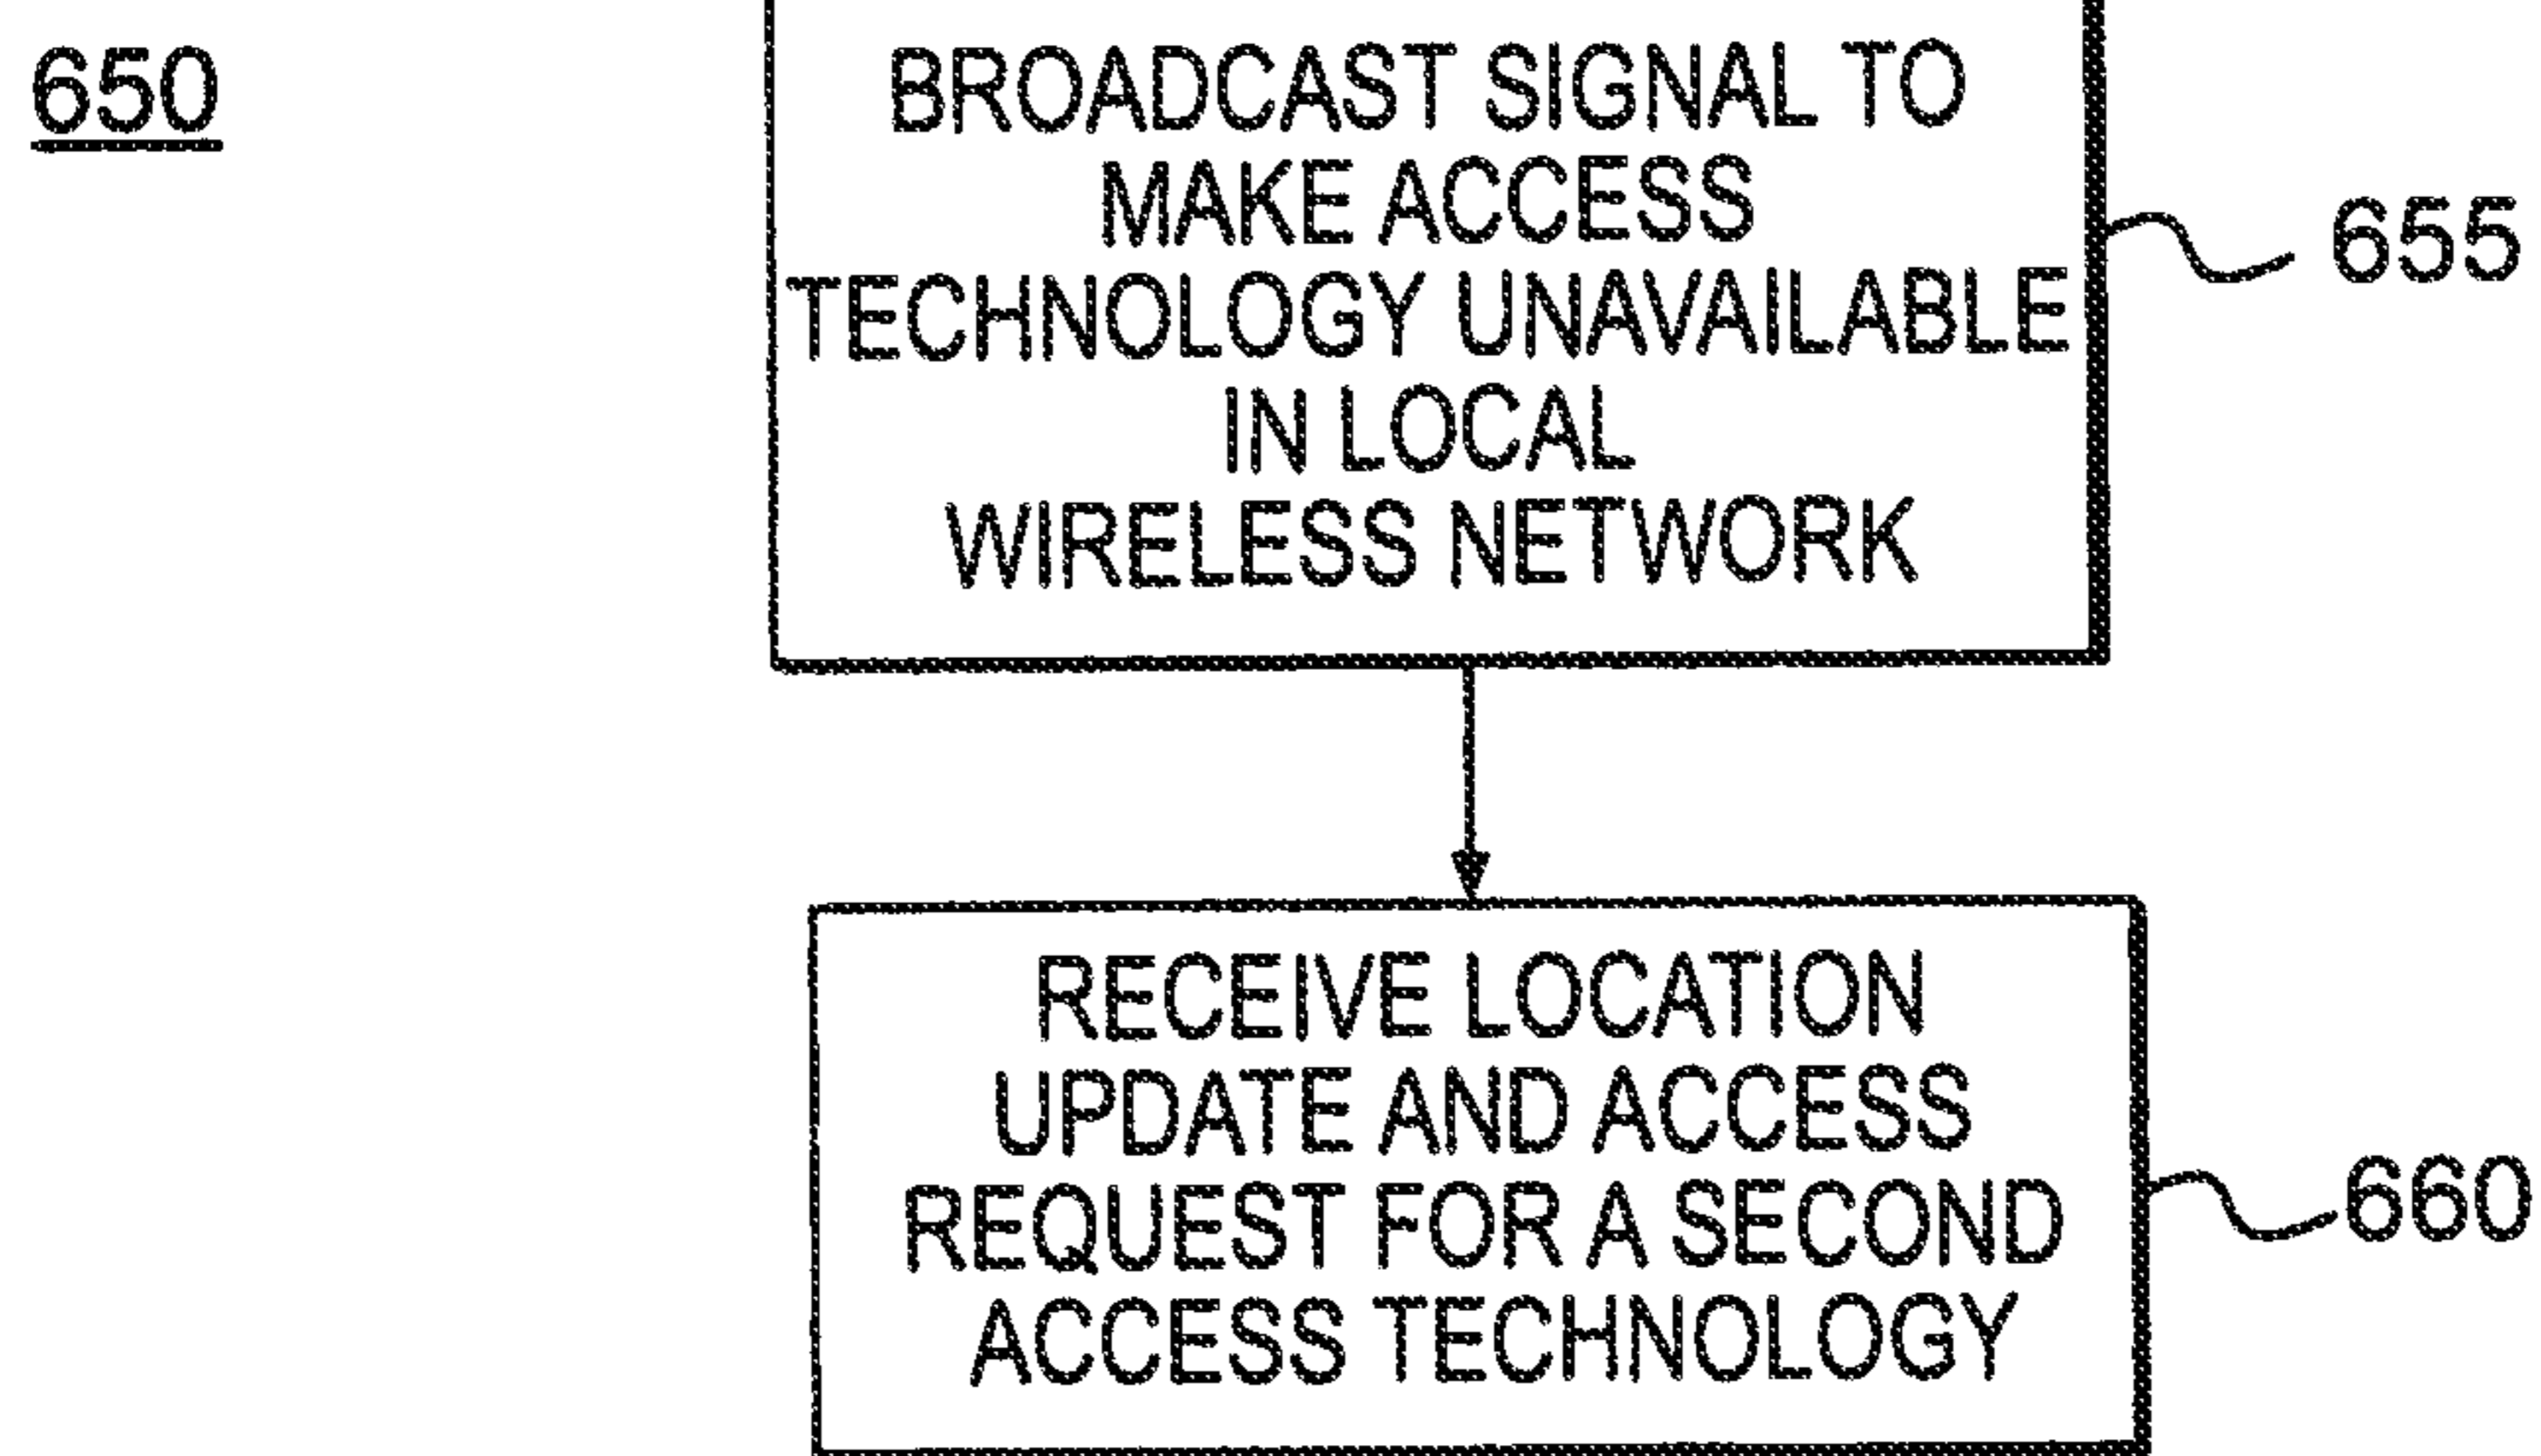 650
BROADCAST SIGNAL TO
MAKE ACCESS
TECHNOLOGY UNAVAILABLE
IN LOCAL
WIRELESS NETWORK
655
RECEIVE LOCATION
UPDATE AND ACCESS
REQUEST FOR A SECOND
ACCESS TECHNOLOGY
660